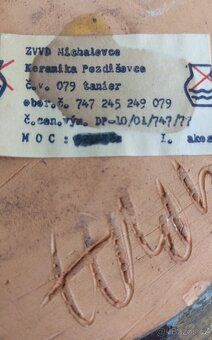 ZVVD Michalovce
Keramika Pozdišovce
č.v. 079 tanier
obor.č. 747 245 249 079
č.cen.vým. DP-10/01/747/77
MOC: I. akos